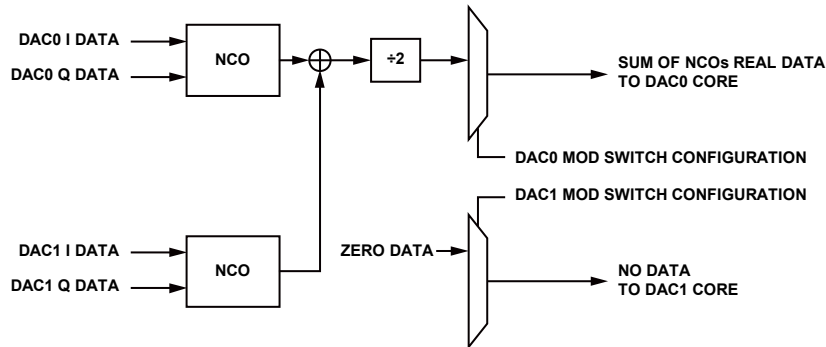 DAC0 I DATA
DAC0 Q DATA
NCO
÷2
SUM OF NCOs REAL DATA
TO DAC0 CORE
DAC0 MOD SWITCH CONFIGURATION
DAC1 MOD SWITCH CONFIGURATION
DAC1 I DATA
DAC1 Q DATA
NCO
ZERO DATA
NO DATA
TO DAC1 CORE